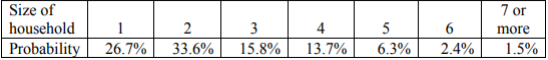 Size of household 1 2 3 4 5 6 7 or more
Probability 26.7% 33.6% 15.8% 13.7% 6.3% 2.4% 1.5%